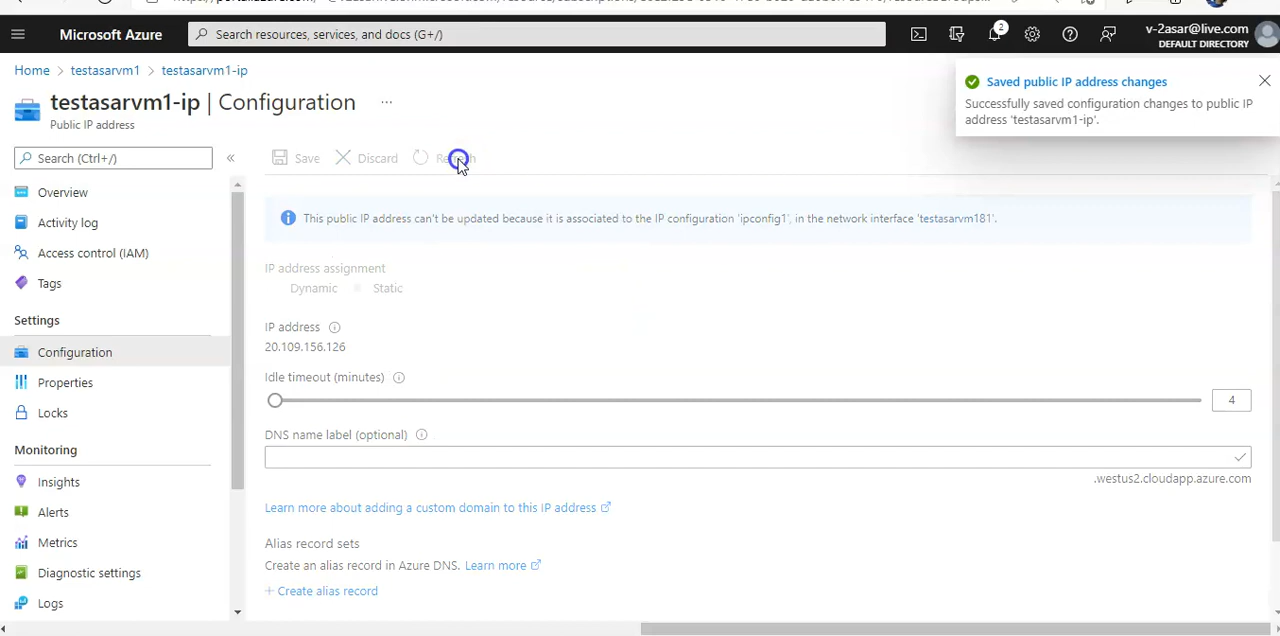 Microsoft Azure
Search resources, services, and docs (G+/)
2
v-2asar@live.com
DEFAULT DIRECTORY
Home > testasarvm1 > testasarvm1-ip
testasarvm1-ip | Configuration ...
Public IP address
Saved public IP address changes
Successfully saved configuration changes to public IP
address 'testasarvm1-ip'.
Search (Ctrl+/)
«
Save
Discard
Refresh
Overview
Activity log
Access control (IAM)
Tags
Settings
Configuration
Properties
Locks
Monitoring
Insights
Alerts
Metrics
Diagnostic settings
Logs
This public IP address can't be updated because it is associated to the IP configuration 'ipconfig1', in the network interface 'testasarvm181'.
IP address assignment
Dynamic
Static
IP address
20.109.156.126
Idle timeout (minutes)
4
DNS name label (optional)
.westus2.cloudapp.azure.com
Learn more about adding a custom domain to this IP address
Alias record sets
Create an alias record in Azure DNS. Learn more
+ Create alias record